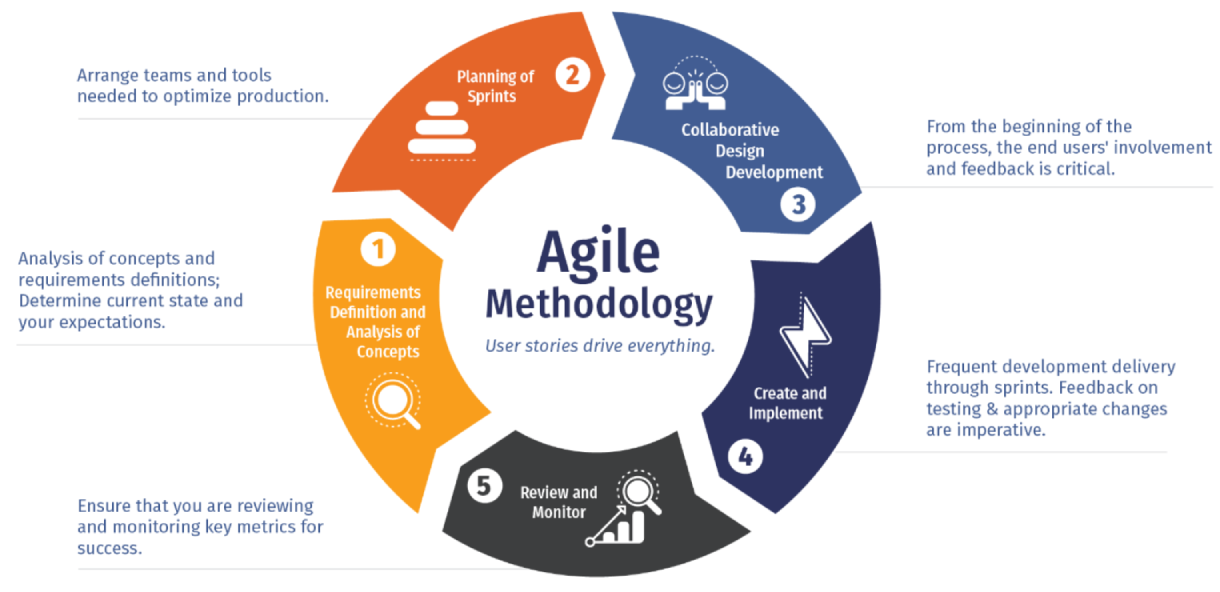 Agile
Methodology
User stories drive everything.
1
Requirements
Definition and
Analysis of
Concepts
Analysis of concepts and
requirements definitions;
Determine current state and
your expectations.
2
Planning of
Sprints
Arrange teams and tools
needed to optimize production.
Collaborative
Design
Development
3
From the beginning of the
process, the end users' involvement
and feedback is critical.
Create and
Implement
4
Frequent development delivery
through sprints. Feedback on
testing & appropriate changes
are imperative.
5
Review and
Monitor
Ensure that you are reviewing
and monitoring key metrics for
success.